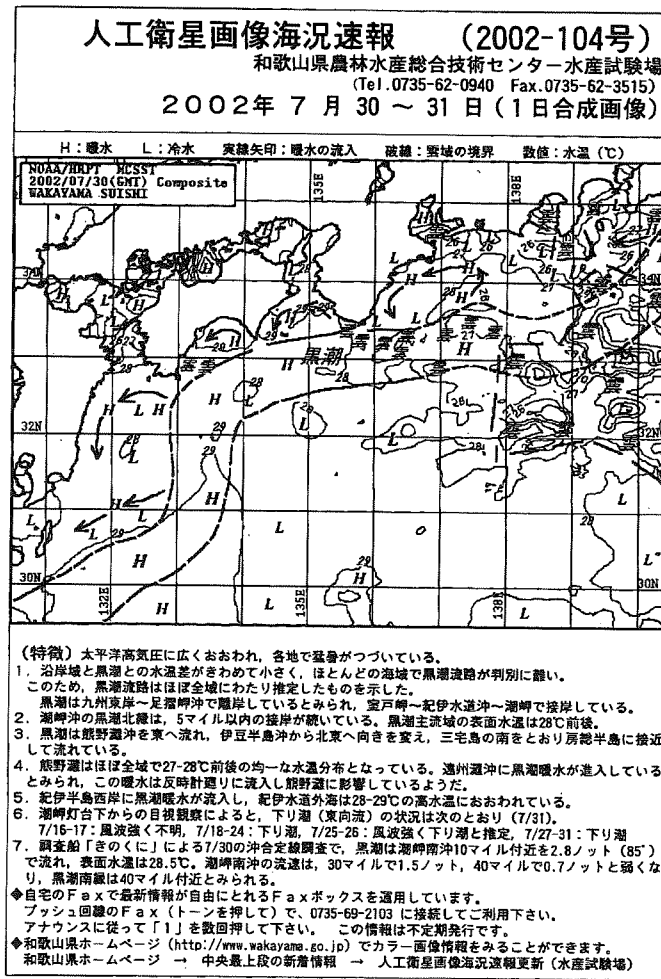 人工衛星画像海況速報　(2002-104号)
和歌山県農林水産総合技術センター水産試験場
(Tel.0735-62-0940 Fax.0735-62-3515)
2002年 7月30～31日(1日合成画像)
H：暖水　L：冷水　実線矢印：暖水の流入　破線：雲域の境界　数値：水温(℃)
NOAA/HRPT MCSST
2002/07/30(GMT) Composite
WAKAYAMA SUISHI
135E
138E
34N
34N
黒潮
32N
32N
30N
30N
132E
135E
138E
(特徴) 太平洋高気圧に広くおおわれ，各地で猛暑がつづいている。
1．沿岸域と黒潮との水温差がきわめて小さく，ほとんどの海域で黒潮流路が判別に難い。
このため，黒潮流路はほぼ全域にわたり推定したものを示した。
黒潮は九州東岸～足摺岬沖で離岸しているとみられ，室戸岬～紀伊水道沖～潮岬で接岸している。
2．潮岬沖の黒潮北縁は，5マイル以内の接岸が続いている。黒潮主流域の表面水温は28℃前後。
3．黒潮は熊野灘沖を東へ流れ，伊豆半島沖から北東へ向きを変え，三宅島の南をとおり房総半島に接近
して流れている。
4．熊野灘はほぼ全域で27-28℃前後の均一な水温分布となっている。遠州灘沖に黒潮暖水が進入している
とみられ，この暖水は反時計廻りに流入し熊野灘に影響しているようだ。
5．紀伊半島西岸に黒潮暖水が流入し，紀伊水道外海は28-29℃の高水温におおわれている。
6．潮岬灯台下からの目視観察によると，下り潮（東向流）の状況は次のとおり（7/31）。
7/16-17：風波強く不明，7/18-24：下り潮，7/25-26：風波強く下り潮と推定，7/27-31：下り潮
7．調査船「きのくに」による7/30の沖合定線調査で，黒潮は潮岬南沖10マイル付近を2.8ノット（85°）
で流れ，表面水温は28.5℃。潮岬南沖の流速は，30マイルで1.5ノット，40マイルで0.7ノットと弱くな
り，黒潮南縁は40マイル付近とみられる。
◆自宅のＦａｘで最新情報が自由にとれるＦａｘボックスを運用しています。
プッシュ回線のＦａｘ（トーンを押して）で、0735-69-2103 に接続してご利用下さい。
アナウンスに従って「１」を数回押して下さい。　この情報は不定期発行です。
◆和歌山県ホームページ（http://www.wakayama.go.jp）でカラー画像情報をみることができます。
和歌山県ホームページ　→　中央最上段の新着情報　→　人工衛星画像海況速報更新（水産試験場）